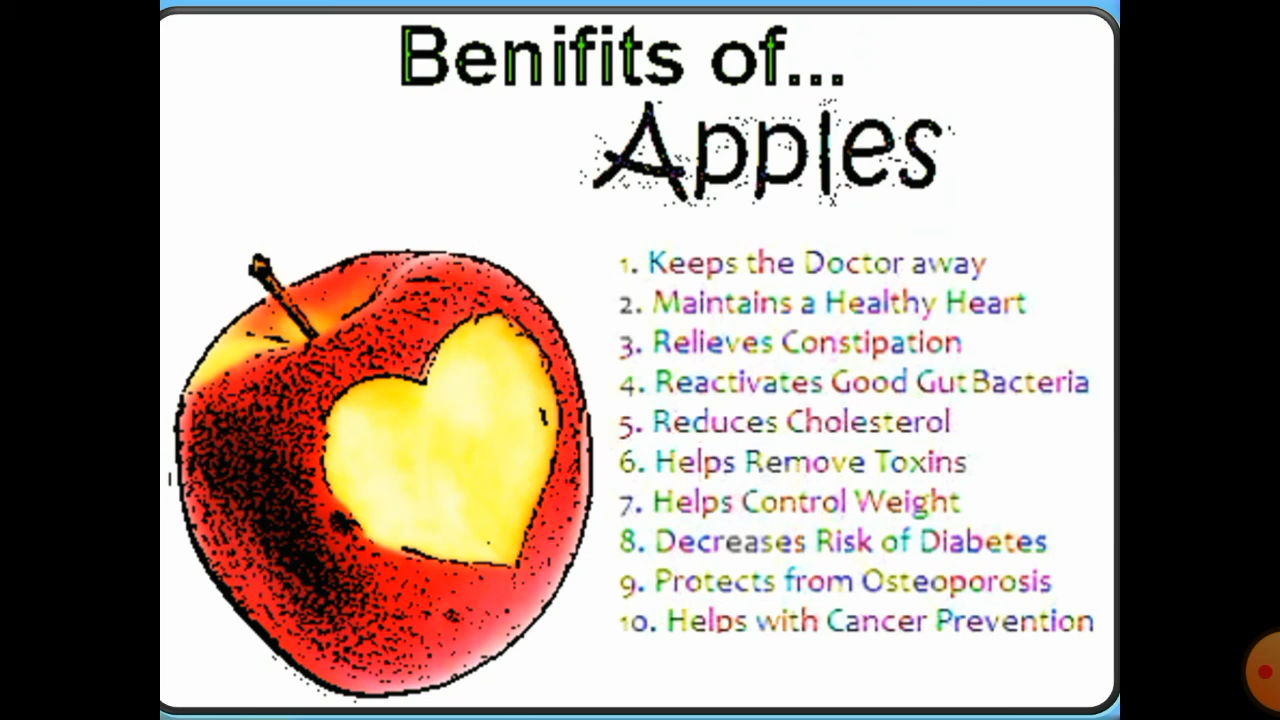 Benifits of...
Apples
1. Keeps the Doctor away
2. Maintains a Healthy Heart
3. Relieves Constipation
4. Reactivates Good Gut Bacteria
5. Reduces Cholesterol
6. Helps Remove Toxins
7. Helps Control Weight
8. Decreases Risk of Diabetes
9. Protects from Osteoporosis
10. Helps with Cancer Prevention